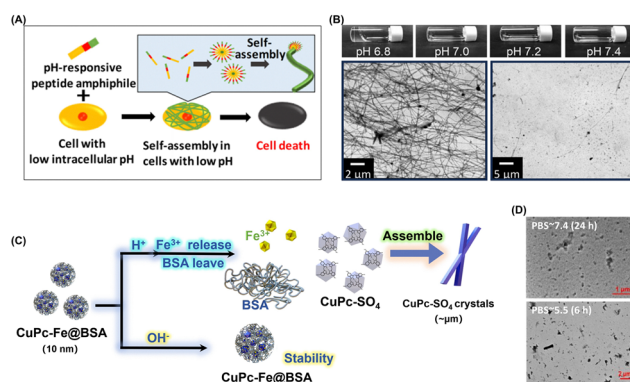 (A)
pH-responsive
peptide amphiphile
+
Cell with
low intracellular pH
Self-
assembly
Self-assembly in
cells with low pH
Cell death
(B)
pH 6.8
pH 7.0
pH 7.2
pH 7.4
2 μm
5 μm
(C)
CuPc-Fe@BSA
(10 nm)
H⁺ Fe³⁺ release
BSA leave
OH⁻
Fe³⁺
BSA
CuPc-SO₄
Assemble
CuPc-SO₄ crystals
(~μm)
Stability
CuPc-Fe@BSA
(D)
PBS~7.4 (24 h)
1 μm
PBS~5.5 (6 h)
2 μm